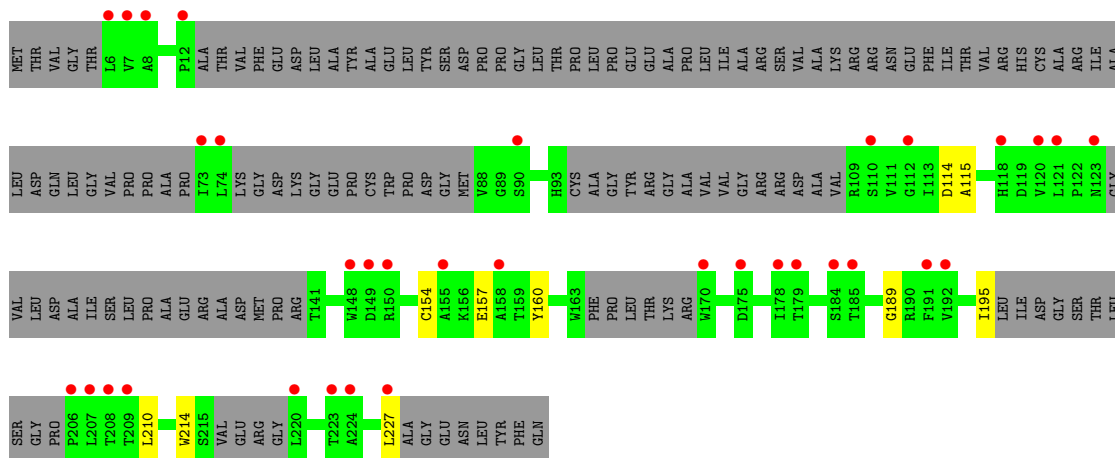 MET THR VAL GLY THR L6 V7 A8 P12 ALA THR VAL PHE GLU ASP LEU ALA TYR ALA GLU LEU TYR SER ASP PRO PRO GLY LEU THR PRO LEU PRO GLU GLU ALA PRO LEU ILE ALA ARG SER VAL ALA LYS ARG ARG ASN GLU PHE ILE THR VAL ARG HIS CYS ALA ARG ILE ALA
LEU ASP GLN LEU GLY VAL PRO PRO ALA PRO I73 L74 LYS GLY ASP LYS GLY GLU PRO CYS TRP PRO ASP GLY MET V88 G89 S90 H93 CYS ALA GLY TYR ARG GLY ALA VAL VAL GLY ARG ARG ASP ALA VAL R109 S110 V111 G112 I113 D114 A115 H118 D119 V120 L121 P122 N123 GLY
VAL LEU ASP ALA ILE SER LEU PRO ALA GLU ARG ALA ASP MET PRO ARG T141 W148 D149 R150 C154 A155 K156 E157 A158 T159 Y160 W163 PHE PRO LEU THR LYS ARG W170 D175 I178 T179 S184 T185 G189 R190 F191 V192 I195 LEU ILE ASP GLY SER THR LEU
SER GLY PRO P206 L207 T208 T209 L210 W214 S215 VAL GLU ARG GLY L220 T223 A224 L227 ALA GLY GLU ASN LEU TYR PHE GLN